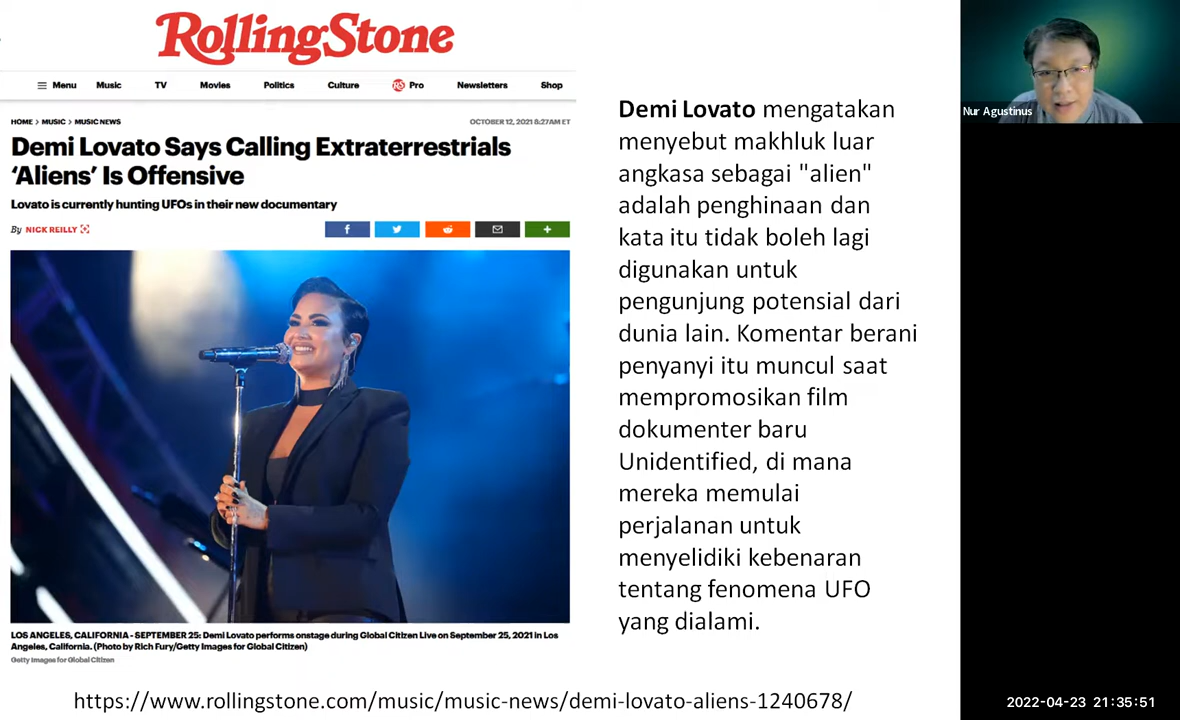 RollingStone
Menu Music TV Movies Politics Culture RS Pro Newsletters Shop
HOME > MUSIC > MUSIC NEWS
OCTOBER 12, 2021 8:27AM ET
Demi Lovato Says Calling Extraterrestrials
‘Aliens’ Is Offensive
Lovato is currently hunting UFOs in their new documentary
By NICK REILLY
LOS ANGELES, CALIFORNIA - SEPTEMBER 25: Demi Lovato performs onstage during Global Citizen Live on September 25, 2021 in Los
Angeles, California. (Photo by Rich Fury/Getty Images for Global Citizen)
Getty Images for Global Citizen
Demi Lovato mengatakan
menyebut makhluk luar
angkasa sebagai "alien"
adalah penghinaan dan
kata itu tidak boleh lagi
digunakan untuk
pengunjung potensial dari
dunia lain. Komentar berani
penyanyi itu muncul saat
mempromosikan film
dokumenter baru
Unidentified, di mana
mereka memulai
perjalanan untuk
menyelidiki kebenaran
tentang fenomena UFO
yang dialami.
https://www.rollingstone.com/music/music-news/demi-lovato-aliens-1240678/
Nur Agustinus
2022-04-23 21:35:51